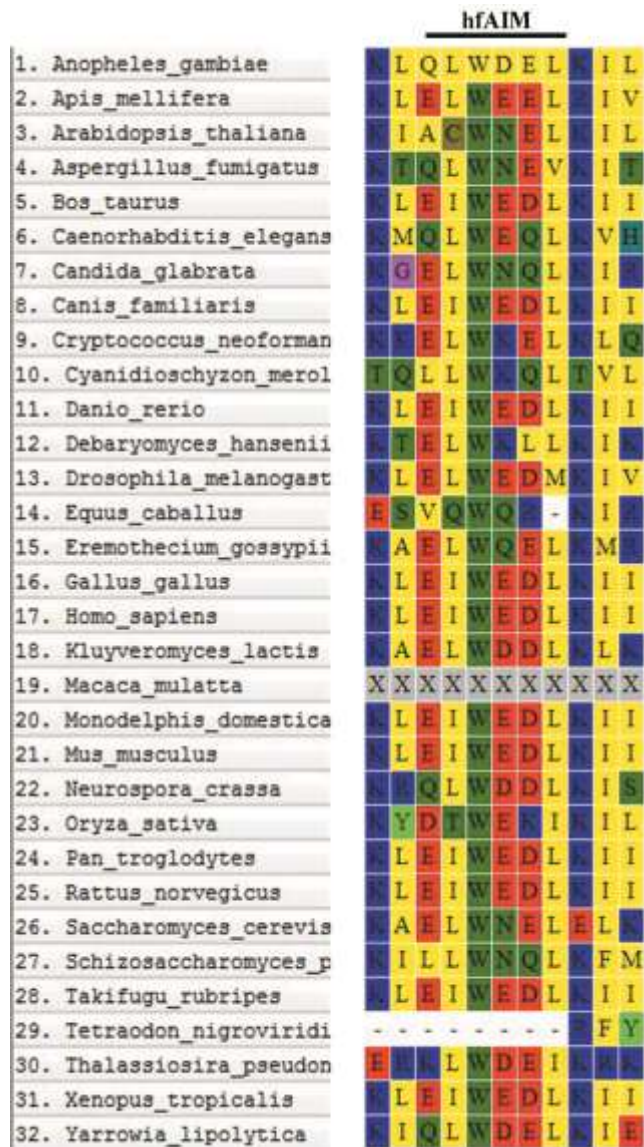 hfAIM
1. Anopheles_gambiae K L Q L W D E L K I L
2. Apis_mellifera K L E L W E E L I V
3. Arabidopsis_thaliana K I A C W N E L K I L
4. Aspergillus_fumigatus K T Q L W N E V K I T
5. Bos_taurus K L E I W E D L K I I
6. Caenorhabditis_elegans K M Q L W E Q L K V H
7. Candida_glabrata K G E L W N Q L K I
8. Canis_familiaris K L E I W E D L K I I
9. Cryptococcus_neoforman K E L W K E L K L Q
10. Cyanidioschyzon_merol T Q L L W K Q L T V L
11. Danio_rerio K L E I W E D L K I I
12. Debaryomyces_hansenii K T E L W K L L K I K
13. Drosophila_melanogast K L E L W E D M K I V
14. Equus_caballus E S V Q W Q - K I
15. Eremothecium_gossypii K A E L W Q E L K M
16. Gallus_gallus K L E I W E D L K I I
17. Homo_sapiens K L E I W E D L K I I
18. Kluyveromyces_lactis K A E L W D D L K L K
19. Macaca_mulatta X X X X X X X X X X X
20. Monodelphis_domestica K L E I W E D L K I I
21. Mus_musculus K L E I W E D L K I I
22. Neurospora_crassa K R Q L W D D L K I S
23. Oryza_sativa K Y D T W E K I K I L
24. Pan_troglodytes K L E I W E D L K I I
25. Rattus_norvegicus K L E I W E D L K I I
26. Saccharomyces_cerevis K A E L W N E L E L K
27. Schizosaccharomyces_p K I L L W N Q L K F M
28. Takifugu_rubripes K L E I W E D L K I I
29. Tetraodon_nigroviridi - - - - - - - - R F Y
30. Thalassiosira_pseudon E R K L W D E I K R K
31. Xenopus_tropicalis K L E I W E D L K I I
32. Yarrowia_lipolytica K I Q L W D E L K I E